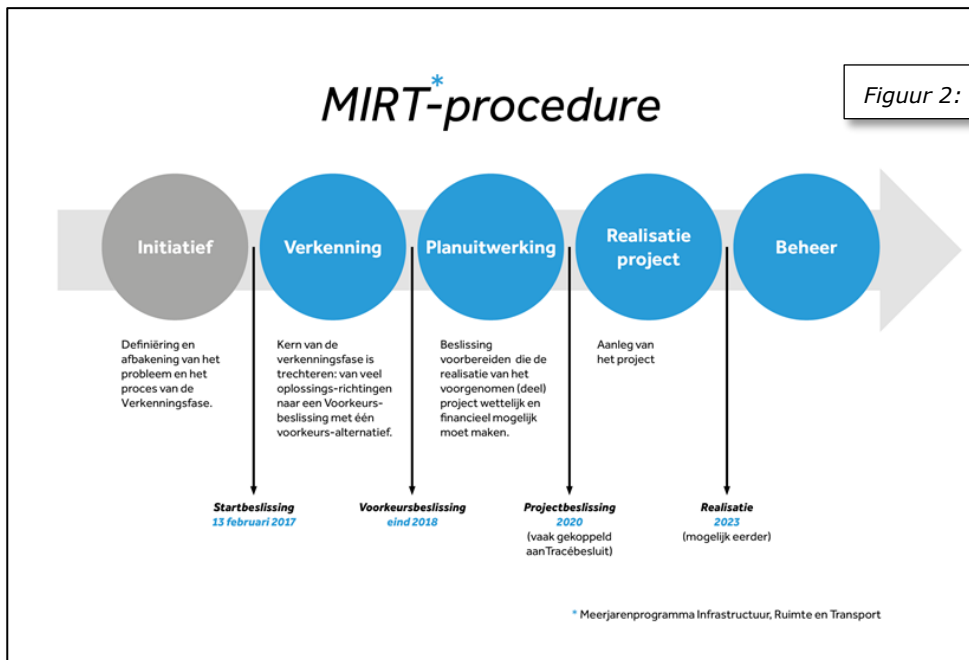 MIRT*-procedure
Figuur 2:
Initiatief
Verkenning
Planuitwerking
Realisatie
project
Beheer
Definiëring en
afbakening van het
probleem en het
proces van de
Verkenningsfase.
Kern van de
verkenningsfase is
trechteren: van veel
oplossings-richtingen
naar een Voorkeurs-
beslissing met één
voorkeurs-alternatief.
Beslissing
voorbereiden die de
realisatie van het
voorgenomen (deel)
project wettelijk en
financieel mogelijk
moet maken.
Aanleg van
het project
Startbeslissing
13 februari 2017
Voorkeursbeslissing
eind 2018
Projectbeslissing
2020
(vaak gekoppeld
aanTracébesluit)
Realisatie
2023
(mogelijk eerder)
* Meerjarenprogramma Infrastructuur, Ruimte en Transport